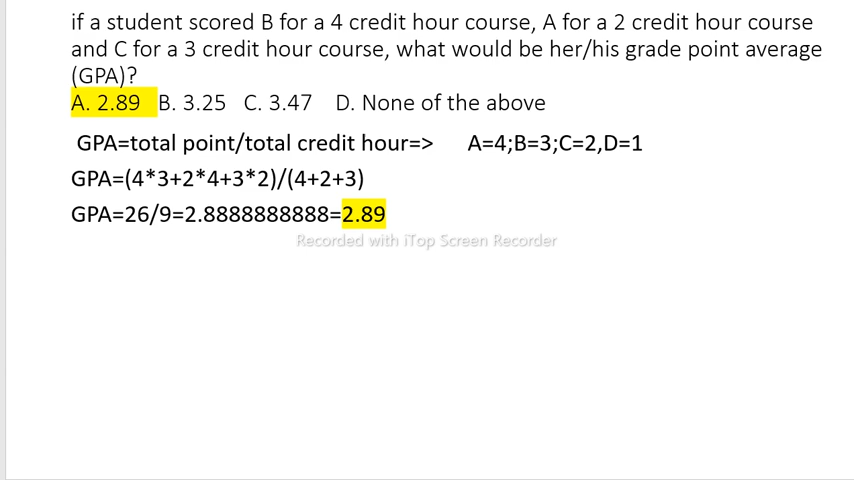 if a student scored B for a 4 credit hour course, A for a 2 credit hour course
and C for a 3 credit hour course, what would be her/his grade point average
(GPA)?
A. 2.89 B. 3.25 C. 3.47 D. None of the above
GPA=total point/total credit hour=> A=4;B=3;C=2,D=1
GPA=(4*3+2*4+3*2)/(4+2+3)
GPA=26/9=2.8888888888=2.89
Recorded with iTop Screen Recorder